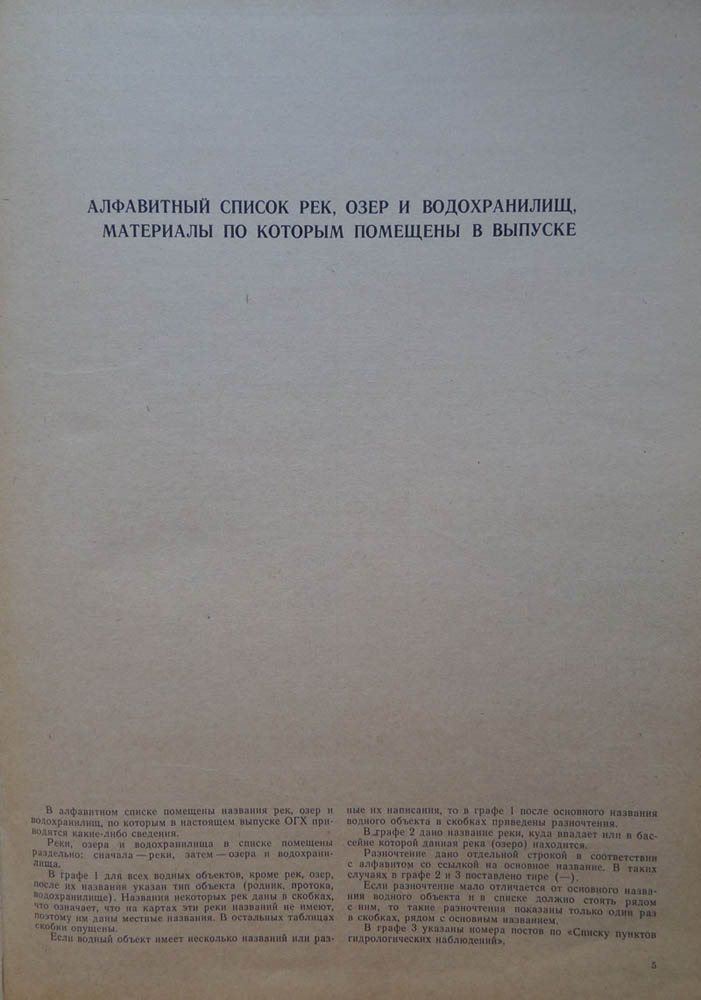 АЛФАВИТНЫЙ СПИСОК РЕК, ОЗЕР И ВОДОХРАНИЛИЩ,
МАТЕРИАЛЫ ПО КОТОРЫМ ПОМЕЩЕНЫ В ВЫПУСКЕ
В алфавитном списке помещены названия рек, озер и
водохранилищ, по которым в настоящем выпуске ОГХ при-
водятся какие-либо сведения.
Реки, озера и водохранилища в списке помещены
раздельно: сначала — реки, затем — озера и водохрани-
лища.
В графе 1 для всех водных объектов, кроме рек, озер,
после их названия указан тип объекта (родник, протока,
водохранилище). Названия некоторых рек даны в скобках,
что означает, что на картах эти реки названий не имеют,
поэтому им даны местные названия. В остальных таблицах
скобки опущены.
Если водный объект имеет несколько названий или раз-
ные их написания, то в графе 1 после основного названия
водного объекта в скобках приведены разночтения.
В графе 2 дано название реки, куда впадает или в бас-
сейне которой данная река (озеро) находится.
Разночтение дано отдельной строкой в соответствии
с алфавитом со ссылкой на основное название. В таких
случаях в графе 2 и 3 поставлено тире (—).
Если разночтение мало отличается от основного назва-
ния водного объекта и в списке должно стоять рядом
с ним, то такие разночтения показаны только один раз
в скобках, рядом с основным названием.
В графе 3 указаны номера постов по «Списку пунктов
гидрологических наблюдений».
5